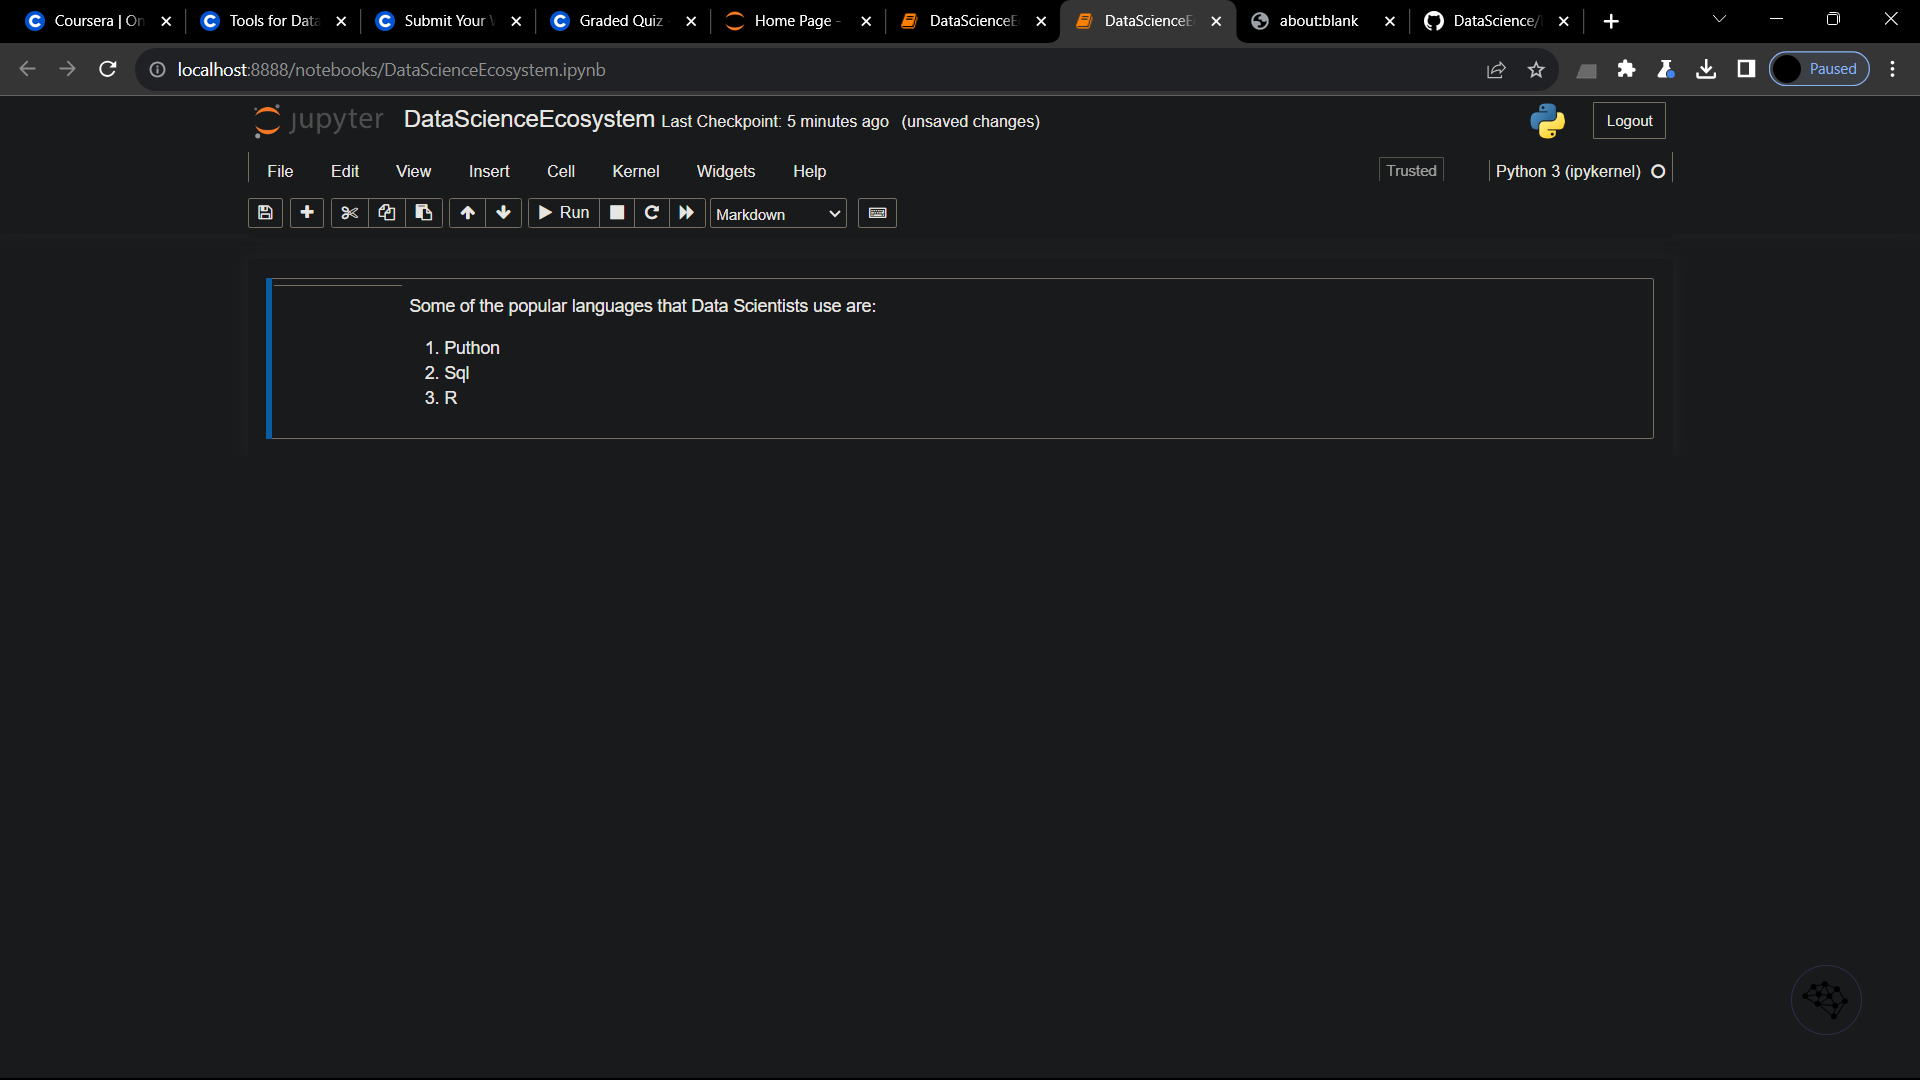 Coursera | On
Tools for Data
Submit Your
Graded Quiz
Home Page -
DataScienceE
DataScienceE
about:blank
DataScience/
localhost:8888/notebooks/DataScienceEcosystem.ipynb
Paused
jupyter DataScienceEcosystem Last Checkpoint: 5 minutes ago (unsaved changes)
Logout
File Edit View Insert Cell Kernel Widgets Help
Trusted
Python 3 (ipykernel)
Run
Markdown
Some of the popular languages that Data Scientists use are:
1. Puthon
2. Sql
3. R